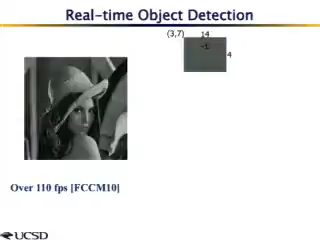 Real-time Object Detection
(3,7) 14
-1
4
Over 110 fps [FCCM10]
UCSD